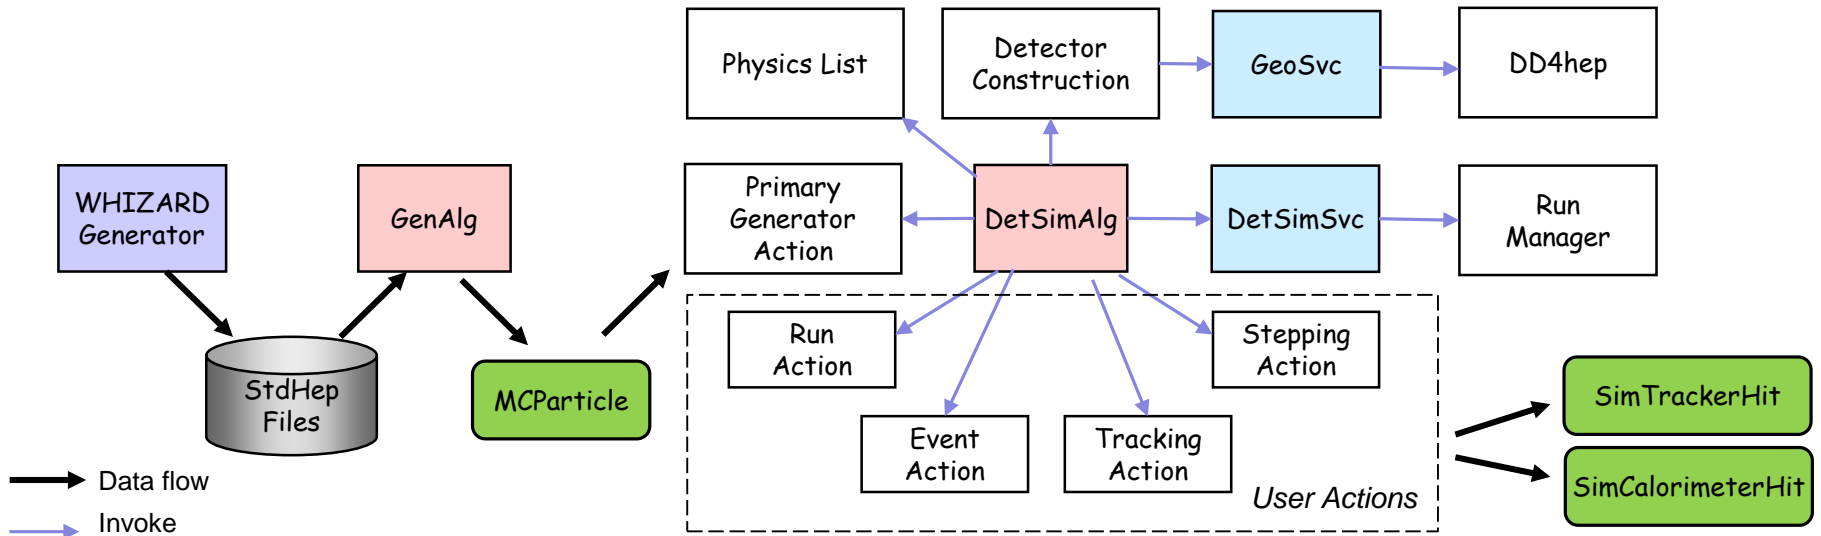 Physics List
Detector
Construction
GeoSvc
DD4hep
WHIZARD
Generator
GenAlg
Primary
Generator
Action
DetSimAlg
DetSimSvc
Run
Manager
StdHep
Files
MCParticle
Run
Action
Stepping
Action
Event
Action
Tracking
Action
User Actions
SimTrackerHit
SimCalorimeterHit
Data flow
Invoke